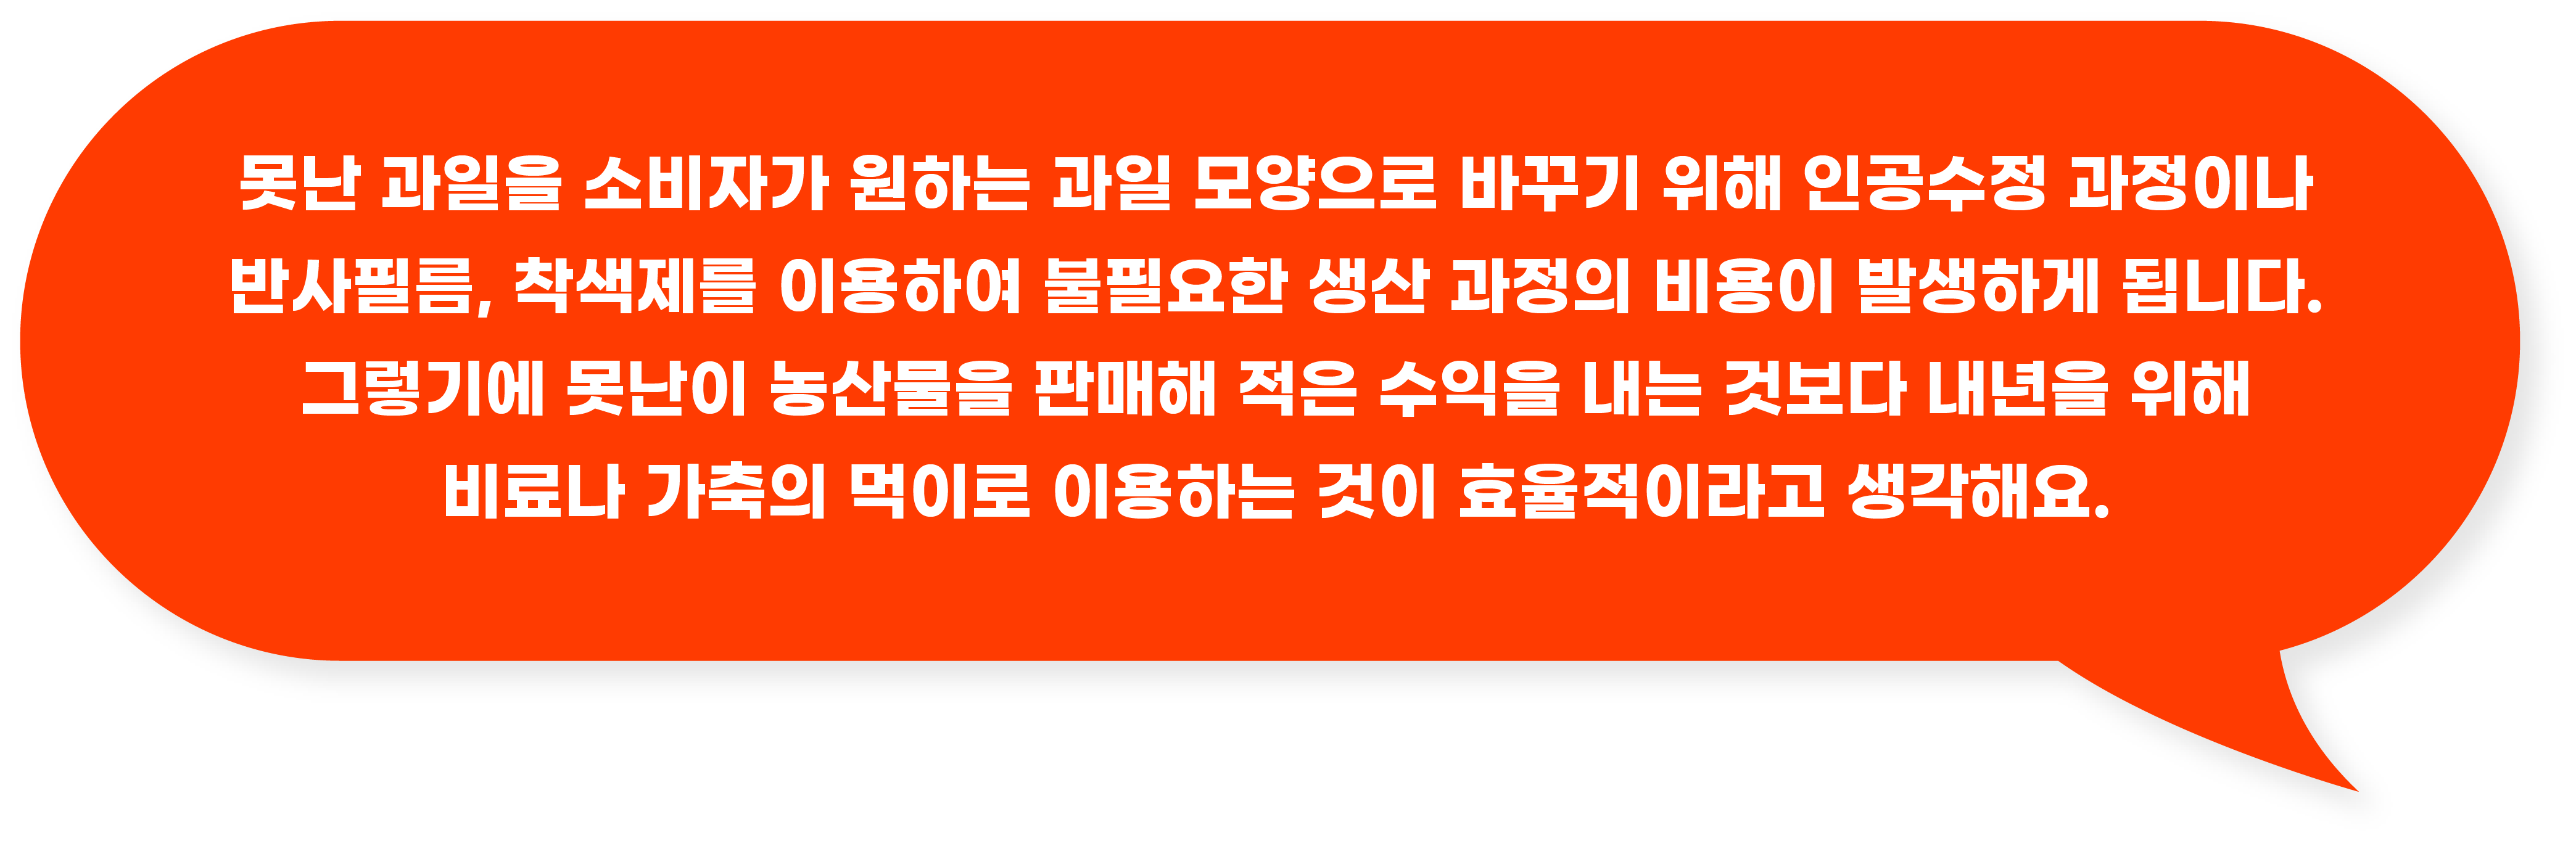 못난 과일을 소비자가 원하는 과일 모양으로 바꾸기 위해 인공수정 과정이나
반사필름, 착색제를 이용하여 불필요한 생산 과정의 비용이 발생하게 됩니다.
그렇기에 못난이 농산물을 판매해 적은 수익을 내는 것보다 내년을 위해
비료나 가축의 먹이로 이용하는 것이 효율적이라고 생각해요.